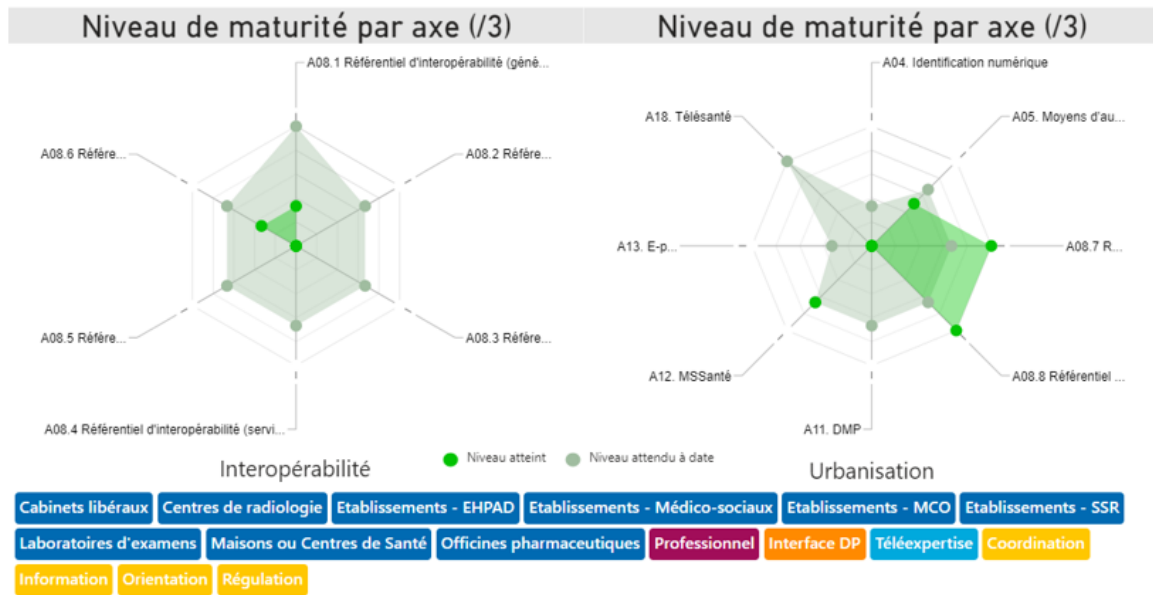 Niveau de maturité par axe (/3)
Niveau de maturité par axe (/3)
A08.1 Référentiel d'interopérabilité (géné...
A08.6 Référe...
A08.2 Référe...
A08.5 Référe...
A08.3 Référe...
A08.4 Référentiel d'interopérabilité (servi...
A04. Identification numérique
A18. Télésanté
A05. Moyens d'au...
A13. E-p...
A08.7 R...
A12. MSSanté
A08.8 Référentiel ...
A11. DMP
Interopérabilité
Niveau atteint
Niveau attendu à date
Urbanisation
Cabinets libéraux
Centres de radiologie
Etablissements - EHPAD
Etablissements - Médico-sociaux
Etablissements - MCO
Etablissements - SSR
Laboratoires d'examens
Maisons ou Centres de Santé
Officines pharmaceutiques
Professionnel
Interface DP
Téléexpertise
Coordination
Information
Orientation
Régulation